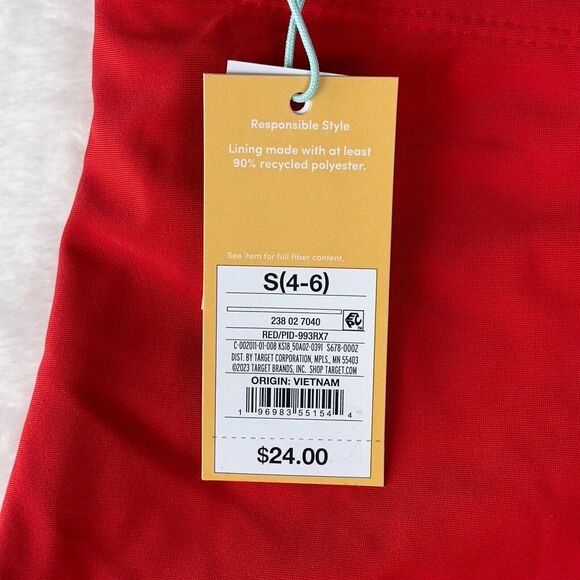 Responsible Style
Lining made with at least
90% recycled polyester.
See item for full fiber content.
S(4-6)
238 02 7040
RED/PID-993RX7
C-002011-01-008 KS18_50A02-0391 S678-0002
DIST. BY TARGET CORPORATION, MPLS., MN 55403
©2023 TARGET BRANDS, INC. SHOP TARGET.COM
ORIGIN: VIETNAM
1 96983 55154 4
$24.00